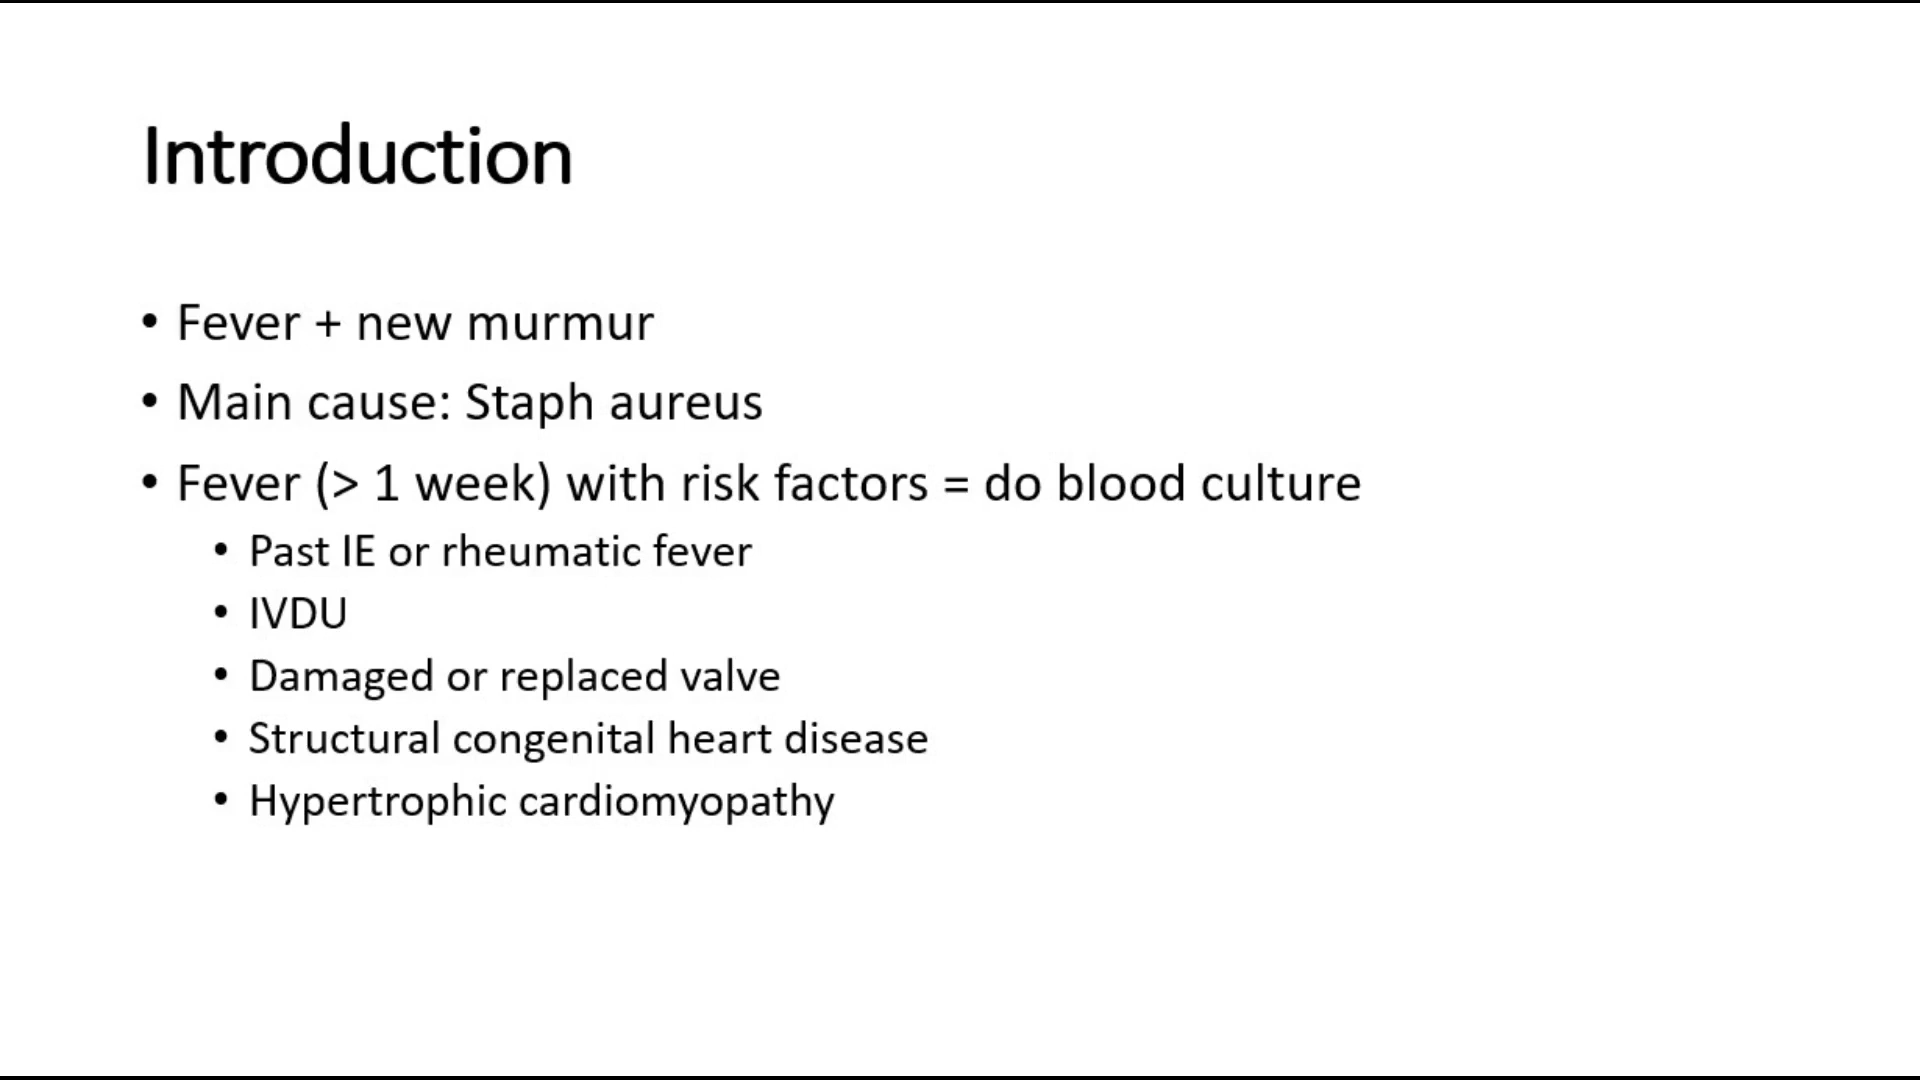 Introduction
• Fever + new murmur
• Main cause: Staph aureus
• Fever (> 1 week) with risk factors = do blood culture
• Past IE or rheumatic fever
• IVDU
• Damaged or replaced valve
• Structural congenital heart disease
• Hypertrophic cardiomyopathy